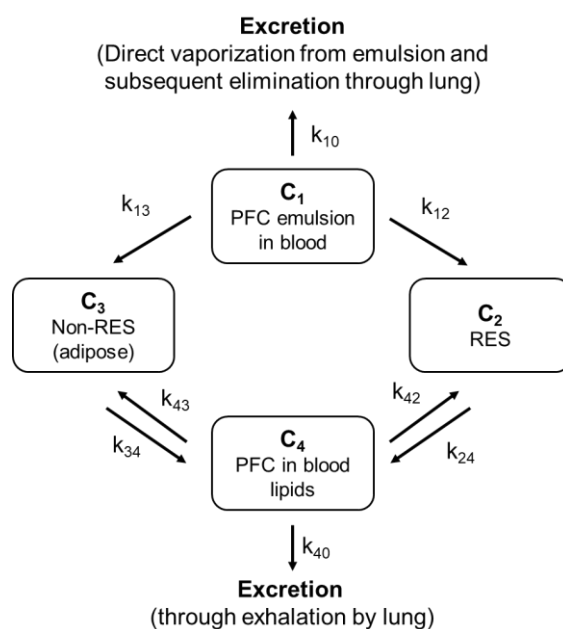 Excretion
(Direct vaporization from emulsion and
subsequent elimination through lung)
k10
k13
C1
PFC emulsion
in blood
k12
C3
Non-RES
(adipose)
C2
RES
k43
k42
k34
C4
PFC in blood
lipids
k24
k40
Excretion
(through exhalation by lung)